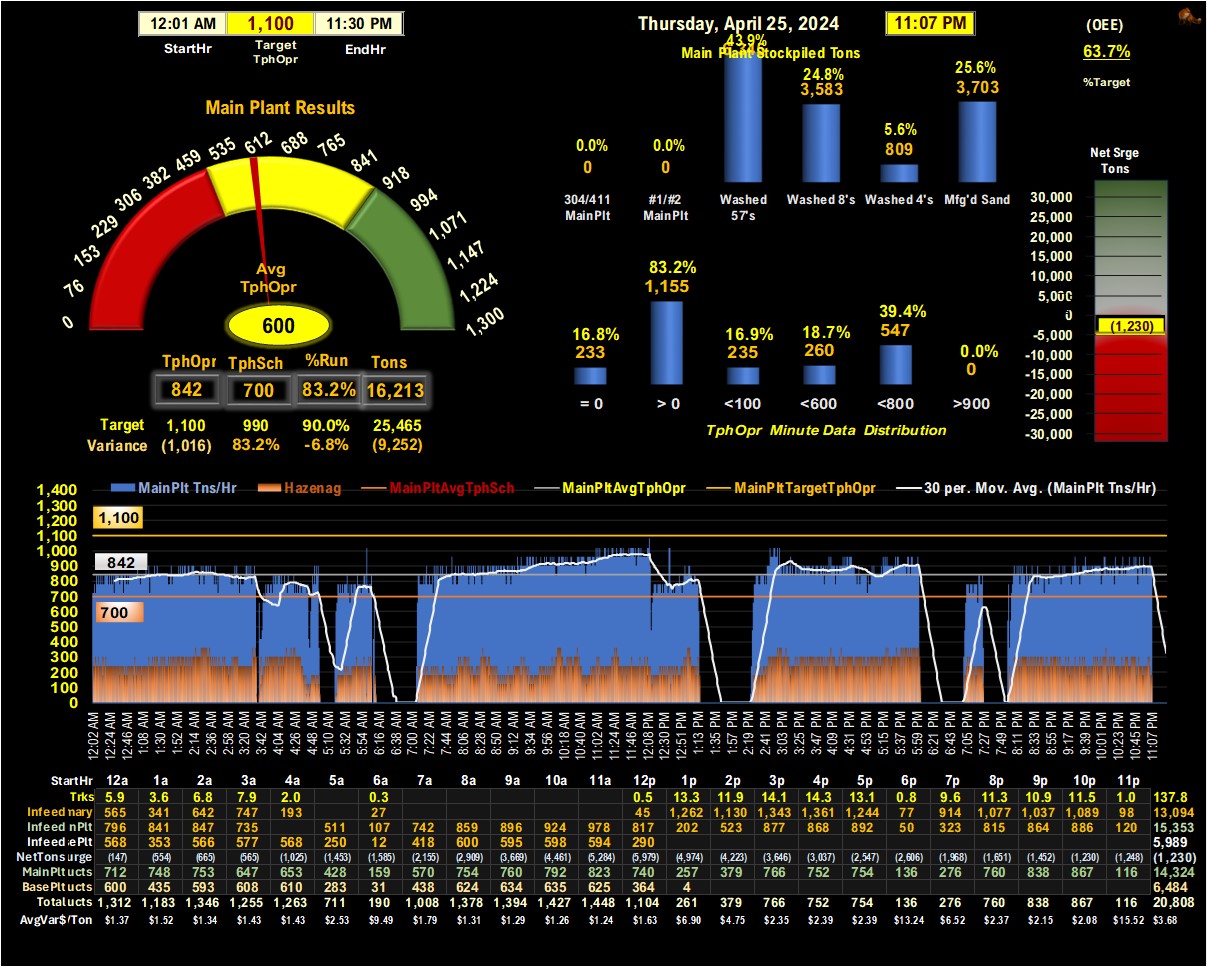 12:01 AM 1,100 11:30 PM
StartHr Target TphOpr EndHr
Thursday, April 25, 2024 11:07 PM
(OEE)
63.7%
%Target
Main Plant Stockpiled Tons
43.9%
24.8% 3,583
25.6% 3,703
5.6% 809
0.0% 0
0.0% 0
304/411 MainPlt #1/#2 MainPlt Washed 57's Washed 8's Washed 4's Mfg'd Sand
Main Plant Results
0 76 153 229 306 382 459 535 612 688 765 841 918 994 1,071 1,147 1,224 1,300
Avg
TphOpr
600
TphOpr TphSch %Run Tons
842 700 83.2% 16,213
Target 1,100 990 90.0% 25,465
Variance (1,016) 83.2% -6.8% (9,252)
16.8% 83.2% 16.9% 18.7% 39.4% 0.0%
233 1,155 235 260 547 0
= 0 > 0 <100 <600 <800 >900
TphOpr Minute Data Distribution
Net Srge
Tons
30,000
25,000
20,000
15,000
10,000
5,000
0
(1,230)
-5,000
-10,000
-15,000
-20,000
-25,000
-30,000
MainPlt Tns/Hr Hazenag MainPltAvgTphSch MainPltAvgTphOpr MainPltTargetTphOpr 30 per. Mov. Avg. (MainPlt Tns/Hr)
1,400
1,300
1,200
1,100
1,000
900
800
700
600
500
400
300
200
100
0
1,100
842
700
12:02 AM 12:24 AM 12:46 AM 1:08 AM 1:30 AM 1:52 AM 2:14 AM 2:36 AM 2:58 AM 3:20 AM 3:42 AM 4:04 AM 4:26 AM 4:48 AM 5:10 AM 5:32 AM 5:54 AM 6:16 AM 6:38 AM 7:00 AM 7:22 AM 7:44 AM 8:06 AM 8:28 AM 8:50 AM 9:12 AM 9:34 AM 9:56 AM 10:18 AM 10:40 AM 11:02 AM 11:24 AM 11:46 AM 12:08 PM 12:30 PM 12:51 PM 1:13 PM 1:35 PM 1:57 PM 2:19 PM 2:41 PM 3:03 PM 3:25 PM 3:47 PM 4:09 PM 4:31 PM 4:53 PM 5:15 PM 5:37 PM 5:59 PM 6:21 PM 6:43 PM 7:05 PM 7:27 PM 7:49 PM 8:11 PM 8:33 PM 8:55 PM 9:17 PM 9:39 PM 10:01 PM 10:23 PM 10:45 PM 11:07 PM
StartHr 12a 1a 2a 3a 4a 5a 6a 7a 8a 9a 10a 11a 12p 1p 2p 3p 4p 5p 6p 7p 8p 9p 10p 11p
Trks 5.9 3.6 6.8 7.9 2.0 0.3 0.5 13.3 11.9 14.1 14.3 13.1 0.8 9.6 11.3 10.9 11.5 1.0 137.8
Infeed mary 565 341 642 747 193 27 45 1,262 1,130 1,343 1,361 1,244 77 914 1,077 1,037 1,089 98 13,094
Infeed nPlt 796 841 847 735 511 107 742 859 896 924 978 817 202 523 877 868 892 50 323 815 864 886 120 15,353
Infeed ePlt 568 353 566 577 568 250 12 418 600 595 598 594 290 5,989
NetTons urge (147) (554) (665) (565) (1,025) (1,453) (1,585) (2,155) (2,909) (3,669) (4,461) (5,284) (5,979) (4,974) (4,223) (3,646) (3,037) (2,547) (2,606) (1,968) (1,651) (1,452) (1,230) (1,248) (1,230)
MainPlt ucts 712 748 753 647 653 428 159 570 754 760 792 823 740 257 379 766 752 754 136 276 760 838 867 116 14,324
BasePlt ucts 600 435 593 608 610 283 31 438 624 634 635 625 364 4 6,484
Total ucts 1,312 1,183 1,346 1,255 1,263 711 190 1,008 1,378 1,394 1,427 1,448 1,104 261 379 766 752 754 136 276 760 838 867 116 20,808
AvgVar$/Ton $1.37 $1.52 $1.34 $1.43 $1.43 $2.53 $9.49 $1.79 $1.31 $1.29 $1.26 $1.24 $1.63 $6.90 $4.75 $2.35 $2.39 $2.39 $13.24 $6.52 $2.37 $2.15 $2.08 $15.52 $3.68